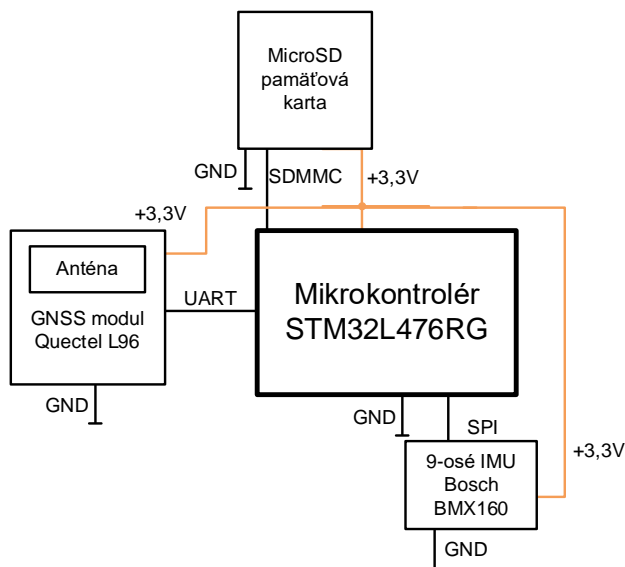 MicroSD
pamäťová
karta
GND
SDMMC
+3,3V
+3,3V
Anténa
GNSS modul
Quectel L96
UART
Mikrokontrolér
STM32L476RG
GND
GND
SPI
+3,3V
9-osé IMU
Bosch
BMX160
GND